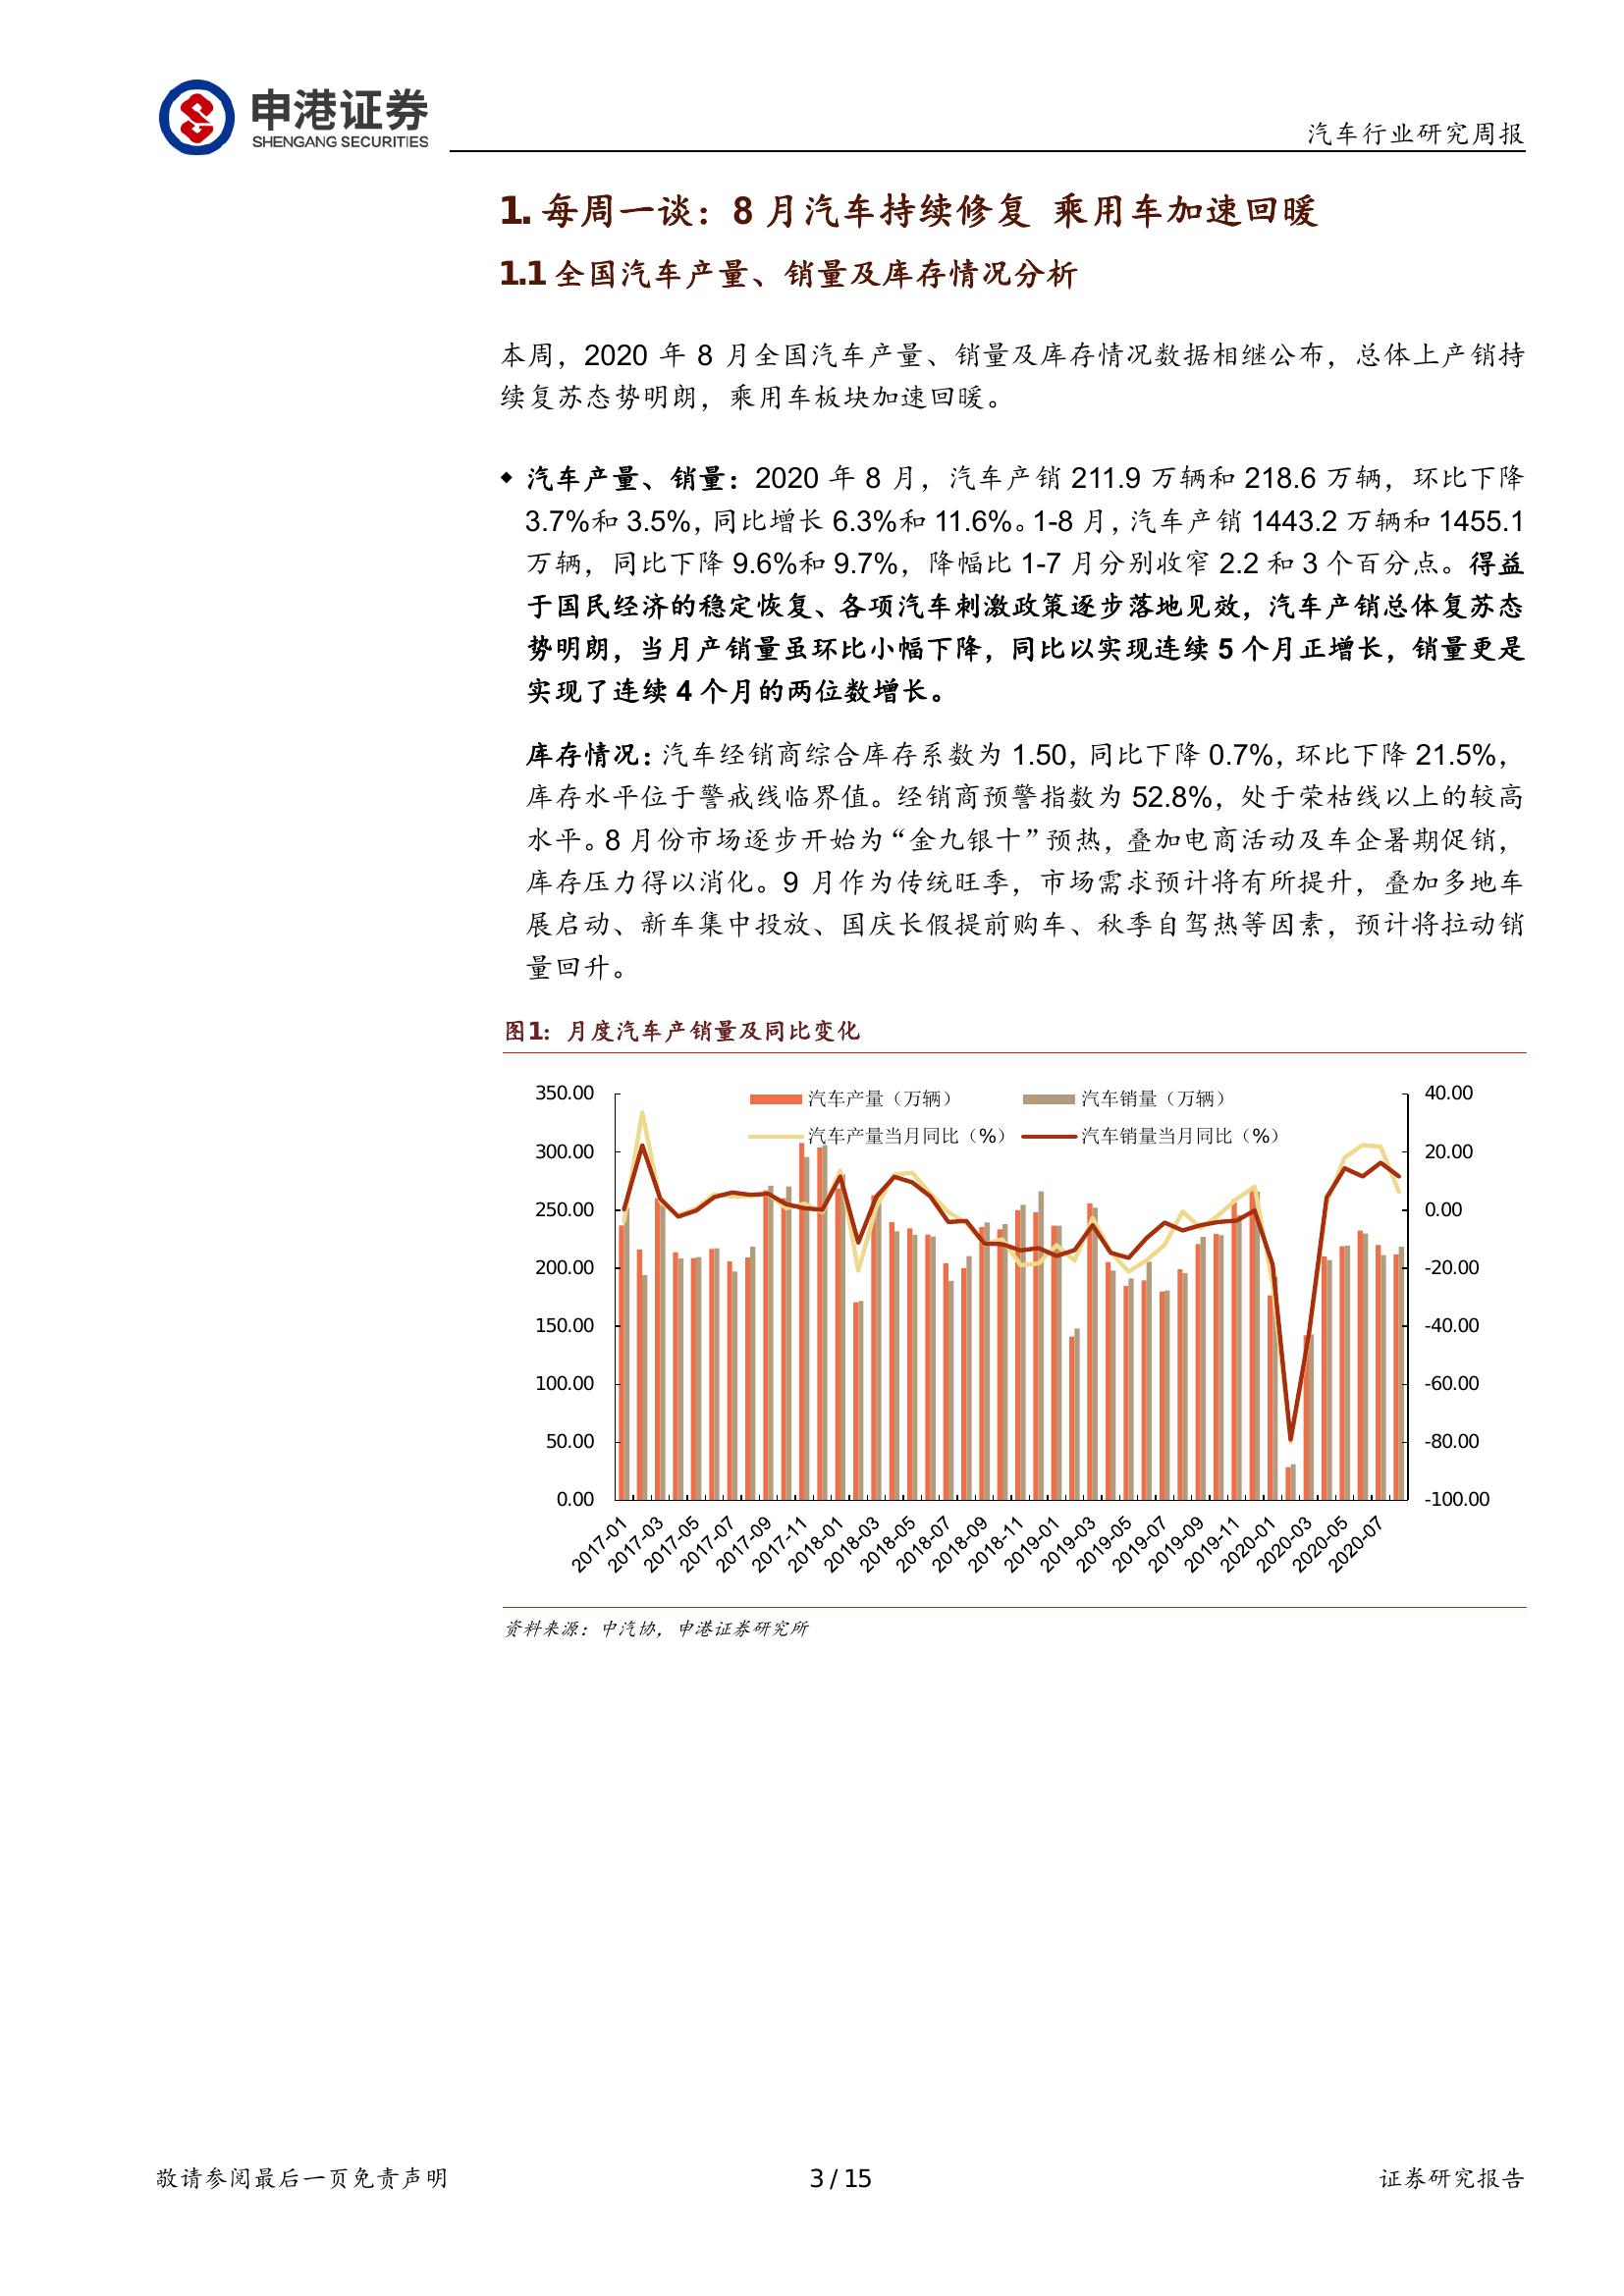 申港证券
SHENGANG SECURITIES
汽车行业研究周报
1. 每周一谈：8 月汽车持续修复 乘用车加速回暖
1.1 全国汽车产量、销量及库存情况分析
本周，2020 年 8 月全国汽车产量、销量及库存情况数据相继公布，总体上产销持
续复苏态势明朗，乘用车板块加速回暖。
◆ 汽车产量、销量：2020 年 8 月，汽车产销 211.9 万辆和 218.6 万辆，环比下降
3.7%和 3.5%，同比增长 6.3%和 11.6%。1-8 月，汽车产销 1443.2 万辆和 1455.1
万辆，同比下降 9.6%和 9.7%，降幅比 1-7 月分别收窄 2.2 和 3 个百分点。得益
于国民经济的稳定恢复、各项汽车刺激政策逐步落地见效，汽车产销总体复苏态
势明朗，当月产销量虽环比小幅下降，同比以实现连续 5 个月正增长，销量更是
实现了连续 4 个月的两位数增长。
库存情况：汽车经销商综合库存系数为 1.50，同比下降 0.7%，环比下降 21.5%，
库存水平位于警戒线临界值。经销商预警指数为 52.8%，处于荣枯线以上的较高
水平。8 月份市场逐步开始为“金九银十”预热，叠加电商活动及车企暑期促销，
库存压力得以消化。9 月作为传统旺季，市场需求预计将有所提升，叠加多地车
展启动、新车集中投放、国庆长假提前购车、秋季自驾热等因素，预计将拉动销
量回升。
图1：月度汽车产销量及同比变化
汽车产量（万辆） 汽车销量（万辆）
汽车产量当月同比（%） 汽车销量当月同比（%）
350.00
300.00
250.00
200.00
150.00
100.00
50.00
0.00
40.00
20.00
0.00
-20.00
-40.00
-60.00
-80.00
-100.00
2017-01
2017-03
2017-05
2017-07
2017-09
2017-11
2018-01
2018-03
2018-05
2018-07
2018-09
2018-11
2019-01
2019-03
2019-05
2019-07
2019-09
2019-11
2020-01
2020-03
2020-05
2020-07
资料来源：中汽协，申港证券研究所
敬请参阅最后一页免责声明
3 / 15
证券研究报告